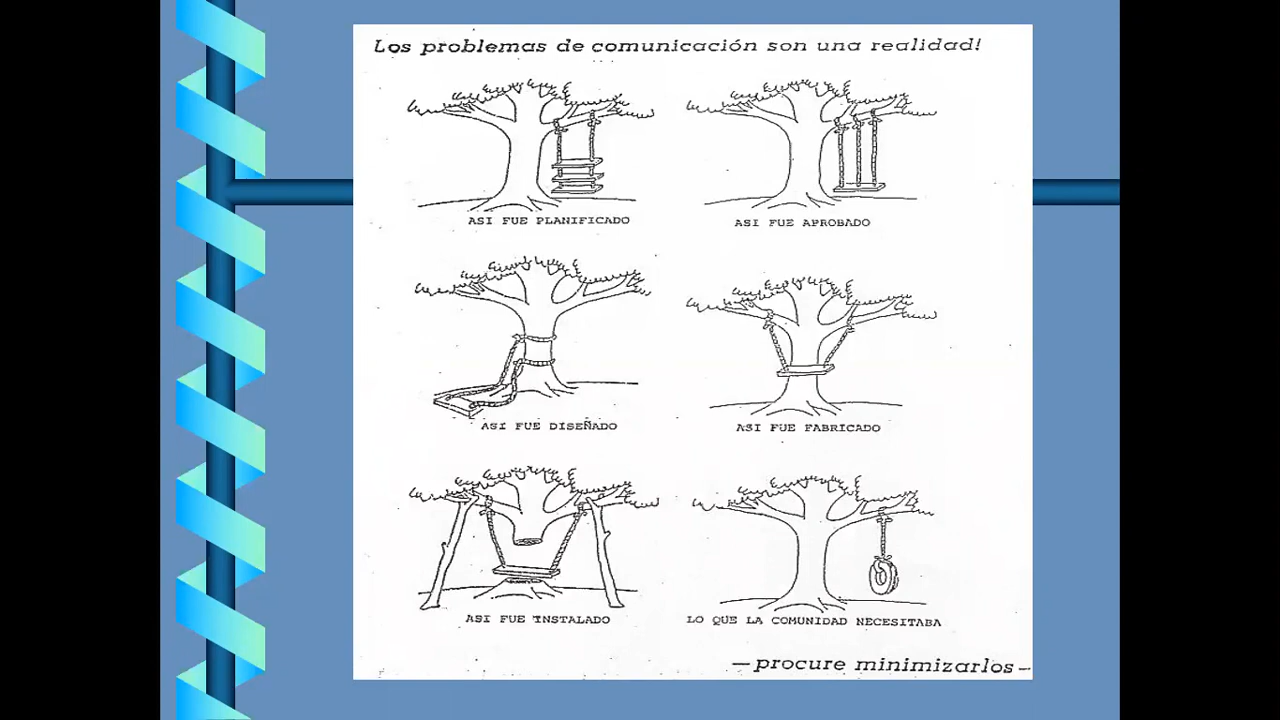 Los problemas de comunicación son una realidad!
ASI FUE PLANIFICADO
ASI FUE APROBADO
ASI FUE DISEÑADO
ASI FUE FABRICADO
ASI FUE INSTALADO
LO QUE LA COMUNIDAD NECESITABA
—procure minimizarlos—